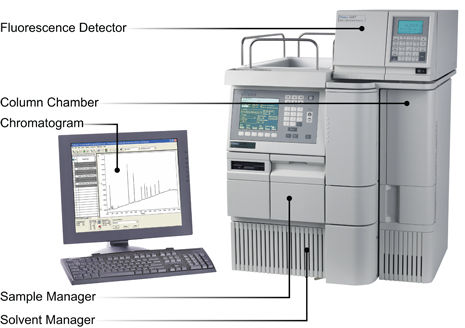 Fluorescence Detector
Column Chamber
Chromatogram
Sample Manager
Solvent Manager